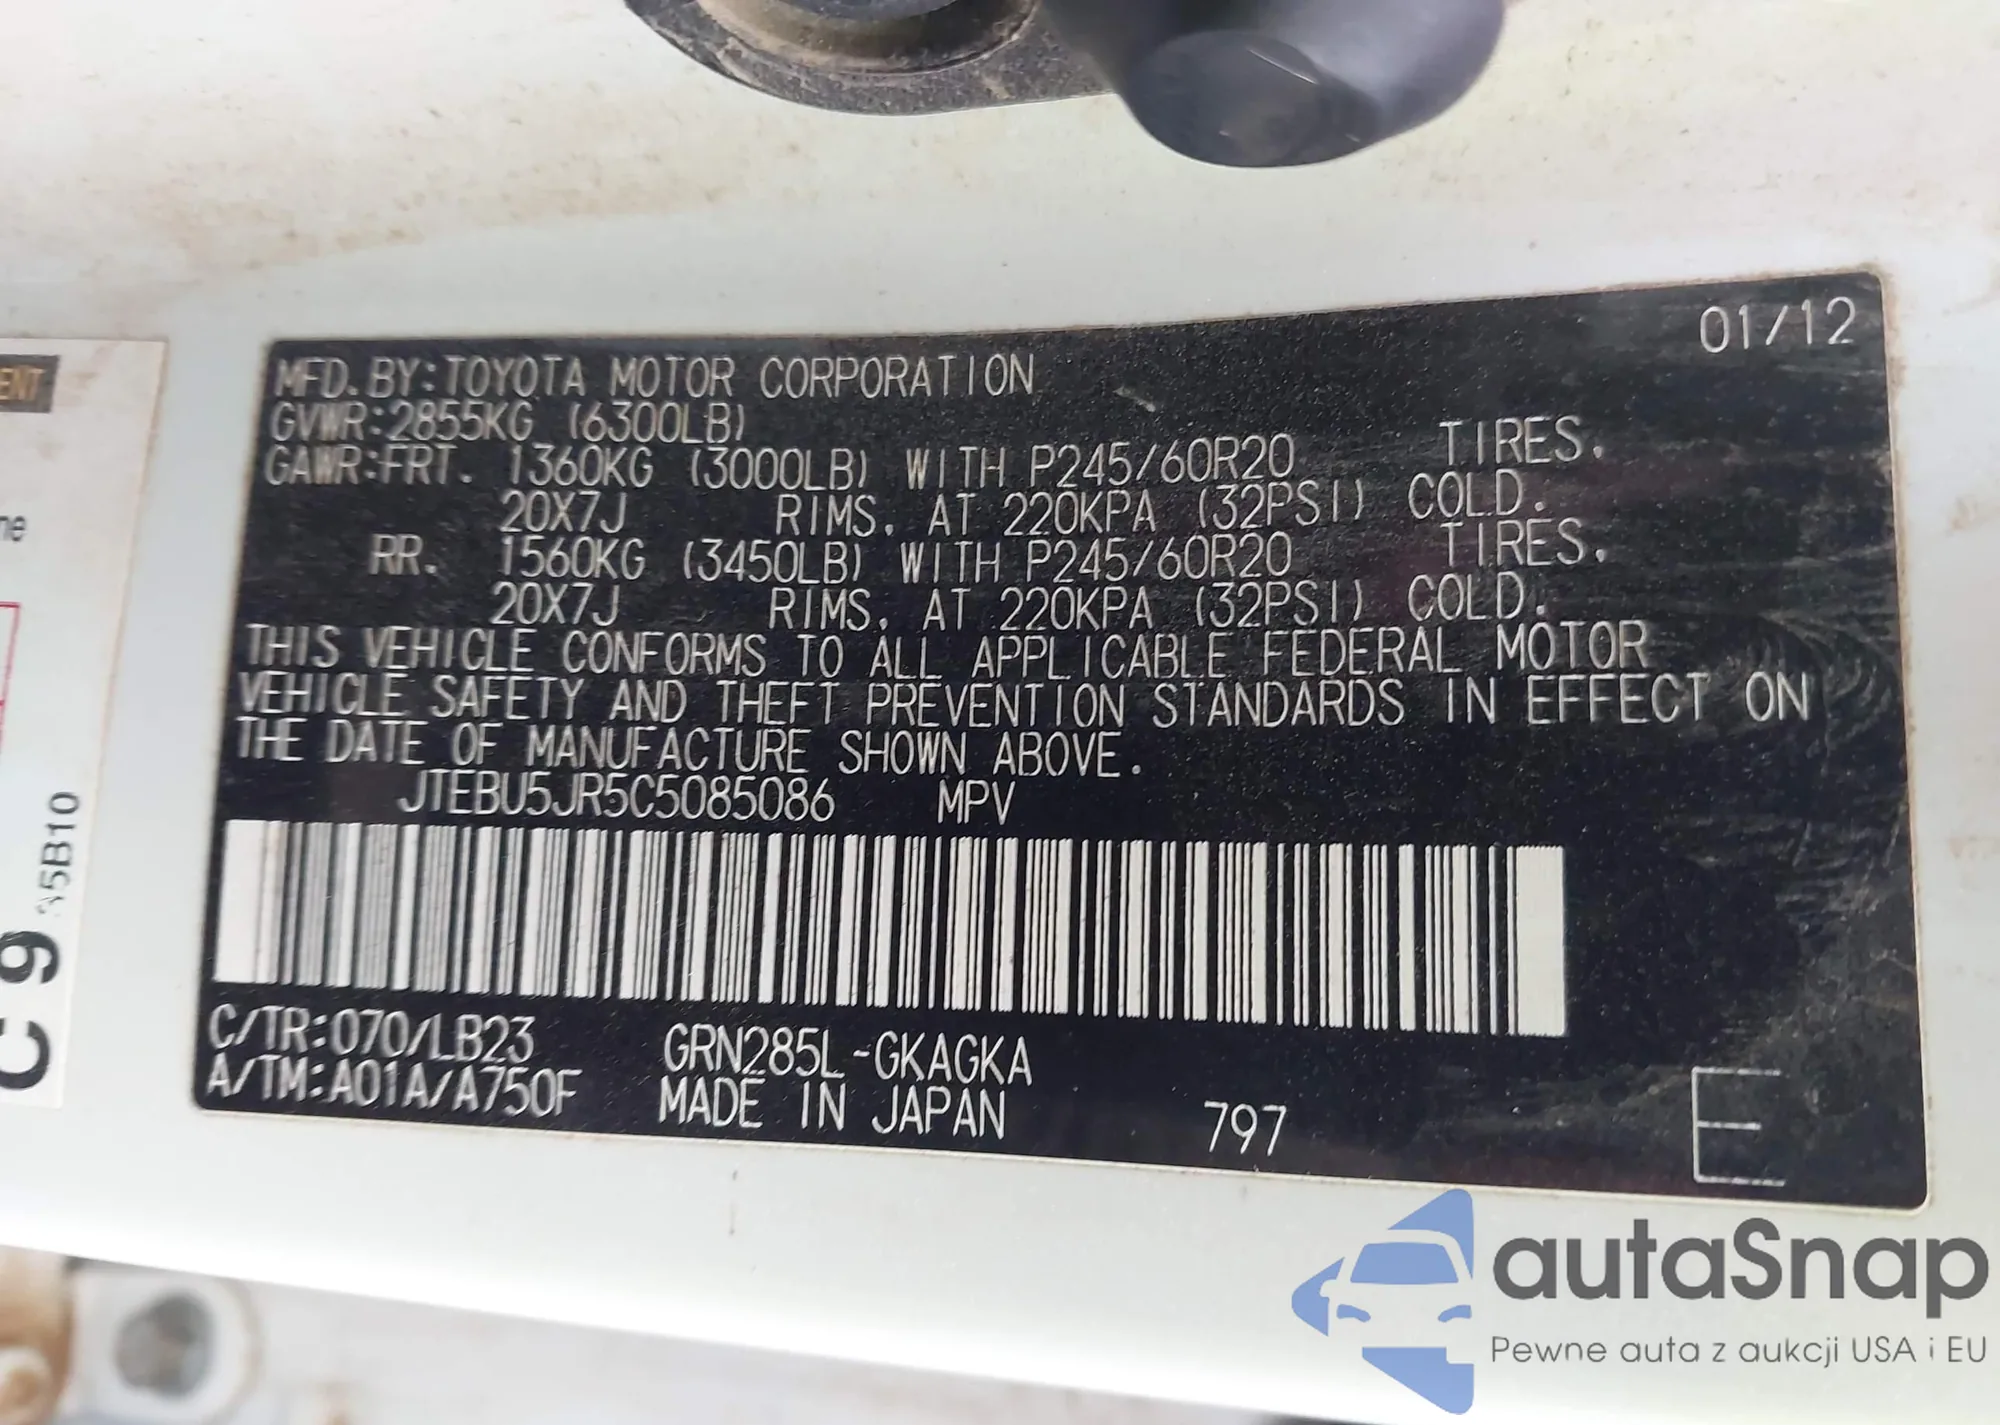 01/12
MFD.BY:TOYOTA MOTOR CORPORATION
GVWR:2855KG (6300LB)
GAWR:FRT. 1360KG (3000LB) WITH P245/60R20 TIRES.
20X7J RIMS, AT 220KPA (32PSI) COLD.
RR. 1560KG (3450LB) WITH P245/60R20 TIRES.
20X7J RIMS, AT 220KPA (32PSI) COLD.
THIS VEHICLE CONFORMS TO ALL APPLICABLE FEDERAL MOTOR
VEHICLE SAFETY AND THEFT PREVENTION STANDARDS IN EFFECT ON
THE DATE OF MANUFACTURE SHOWN ABOVE.
JTEBU5JR5C5085086 MPV
C/TR:070/LB23 GRN285L-GKAGKA
A/TM:A01A/A750F MADE IN JAPAN 797 E
C 9 35B10
autaSnap
Pewne auta z aukcji USA i EU